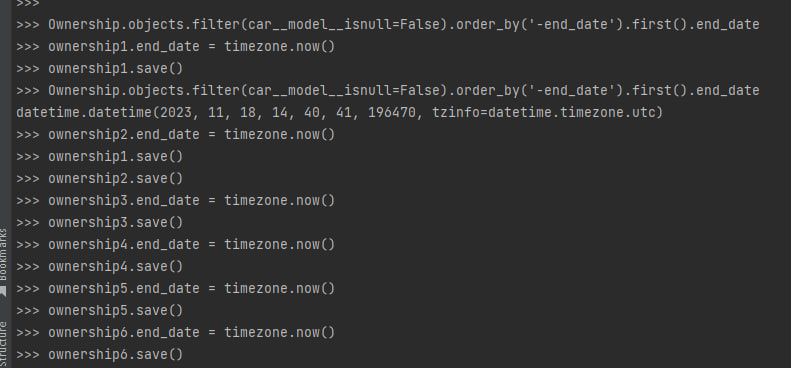 >>>
>>> Ownership.objects.filter(car__model__isnull=False).order_by('-end_date').first().end_date
>>> ownership1.end_date = timezone.now()
>>> ownership1.save()
>>> Ownership.objects.filter(car__model__isnull=False).order_by('-end_date').first().end_date
datetime.datetime(2023, 11, 18, 14, 40, 41, 196470, tzinfo=datetime.timezone.utc)
>>> ownership2.end_date = timezone.now()
>>> ownership1.save()
>>> ownership2.save()
>>> ownership3.end_date = timezone.now()
>>> ownership3.save()
>>> ownership4.end_date = timezone.now()
>>> ownership4.save()
>>> ownership5.end_date = timezone.now()
>>> ownership5.save()
>>> ownership6.end_date = timezone.now()
>>> ownership6.save()
Bookmarks
Structure